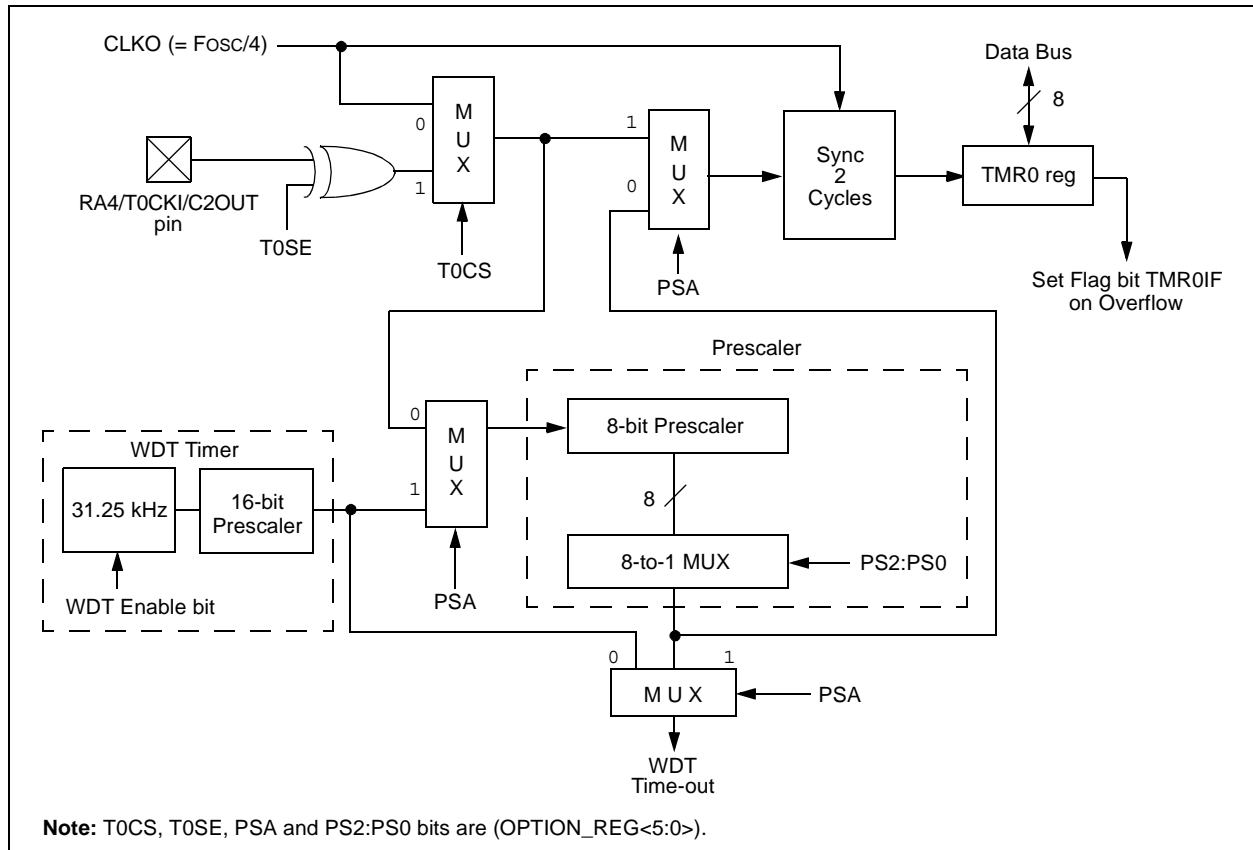 CLKO (= FOSC/4)
Data Bus
8
M
U
X
0
1
M
U
X
1
0
Sync
2
Cycles
TMR0 reg
RA4/T0CKI/C2OUT
pin
T0SE
T0CS
PSA
Set Flag bit TMR0IF
on Overflow
Prescaler
0
M
U
X
1
8-bit Prescaler
WDT Timer
31.25 kHz
16-bit
Prescaler
8
8-to-1 MUX
PS2:PS0
WDT Enable bit
PSA
0
1
M U X
PSA
WDT
Time-out
Note: T0CS, T0SE, PSA and PS2:PS0 bits are (OPTION_REG<5:0>).